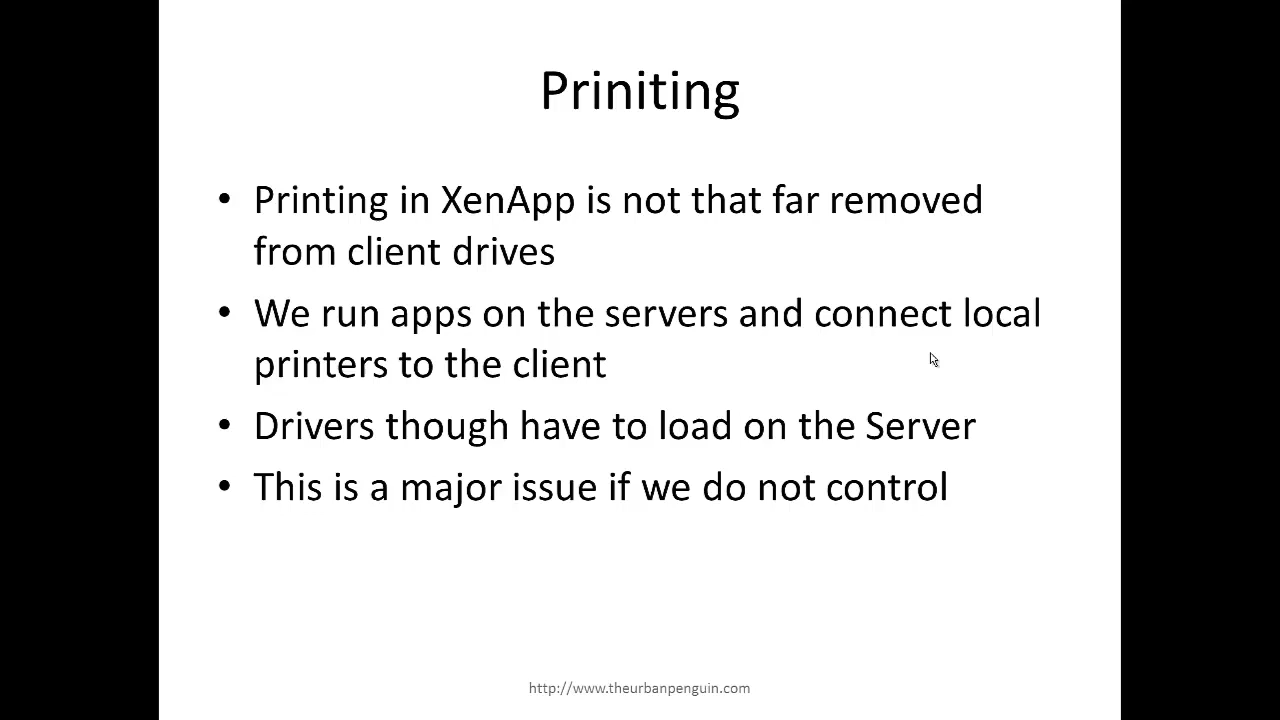 Priniting
• Printing in XenApp is not that far removed
from client drives
• We run apps on the servers and connect local
printers to the client
• Drivers though have to load on the Server
• This is a major issue if we do not control
http://www.theurbanpenguin.com